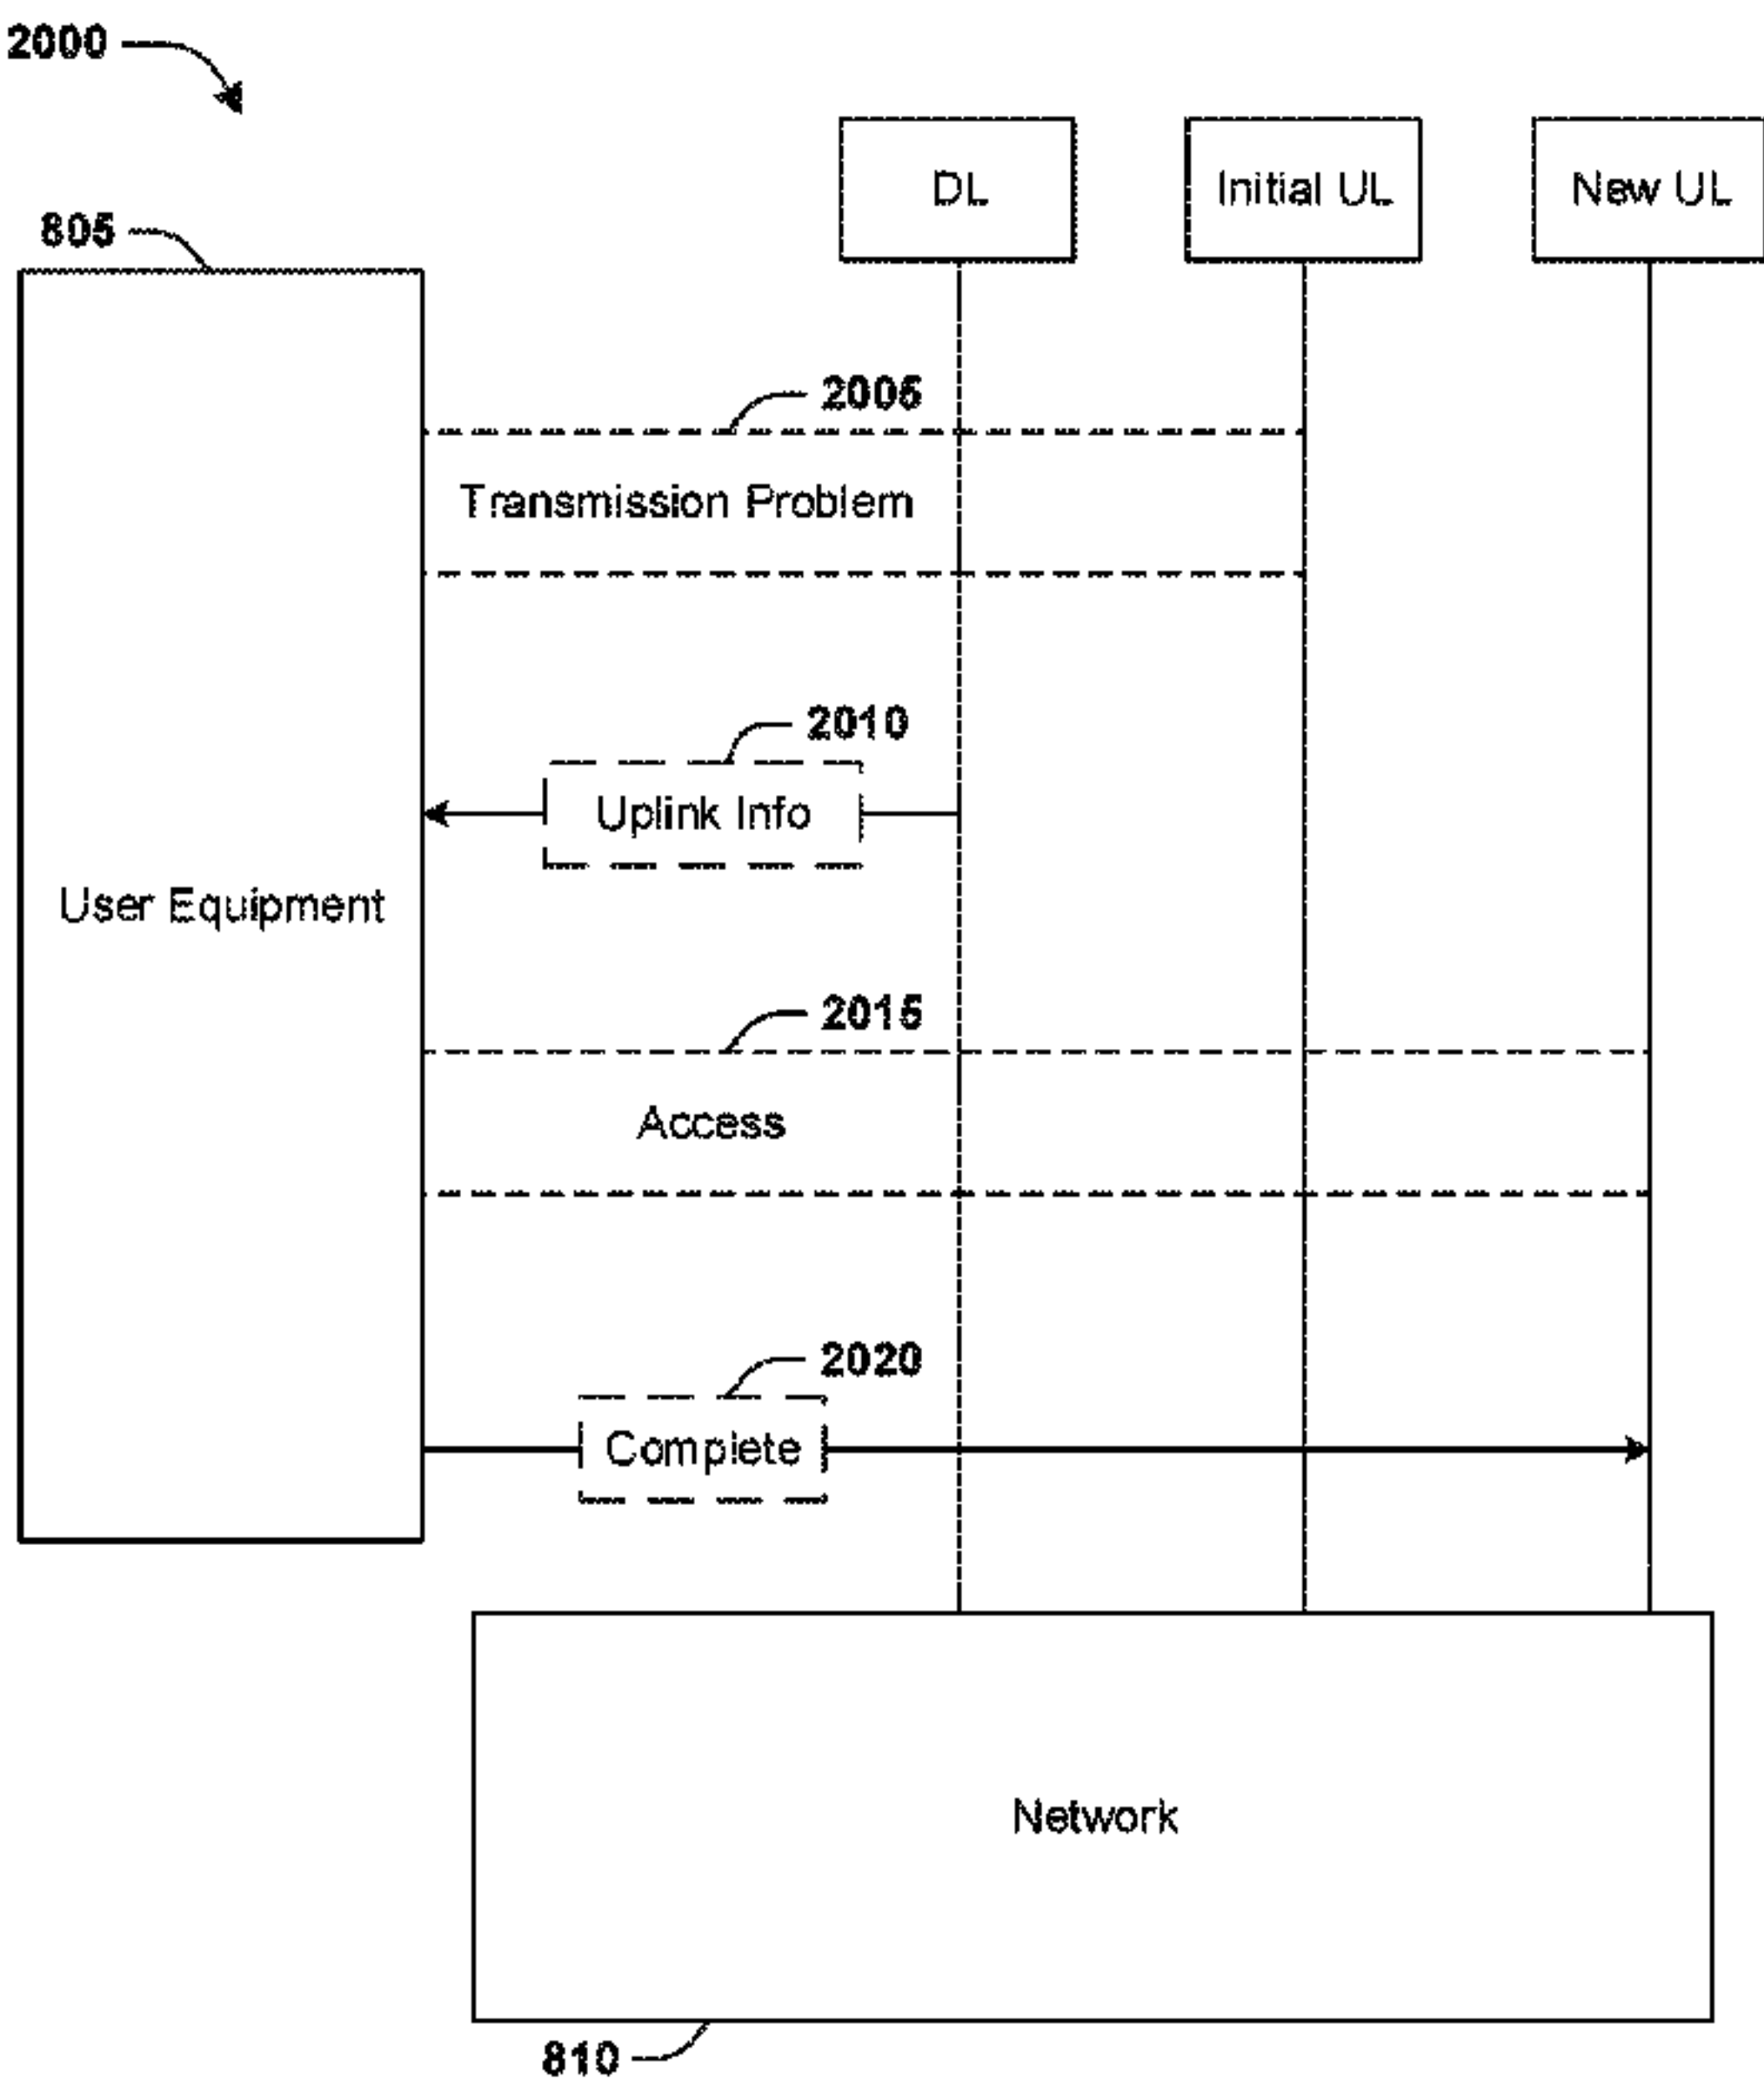 2000
DL
Initial UL
New UL
805
2005
Transmission Problem
2010
Uplink Info
User Equipment
2015
Access
2020
Complete
Network
810